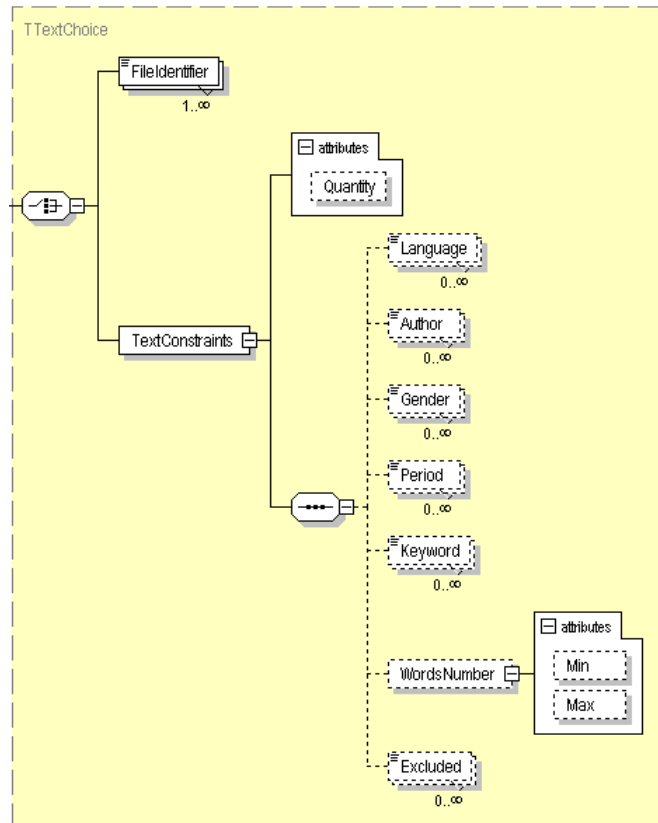 TTextChoice
FileIdentifier
1..∞
attributes
Quantity
Language
0..∞
Author
0..∞
TextConstraints
Gender
0..∞
Period
0..∞
Keyword
0..∞
attributes
WordsNumber
Min
Max
Excluded
0..∞